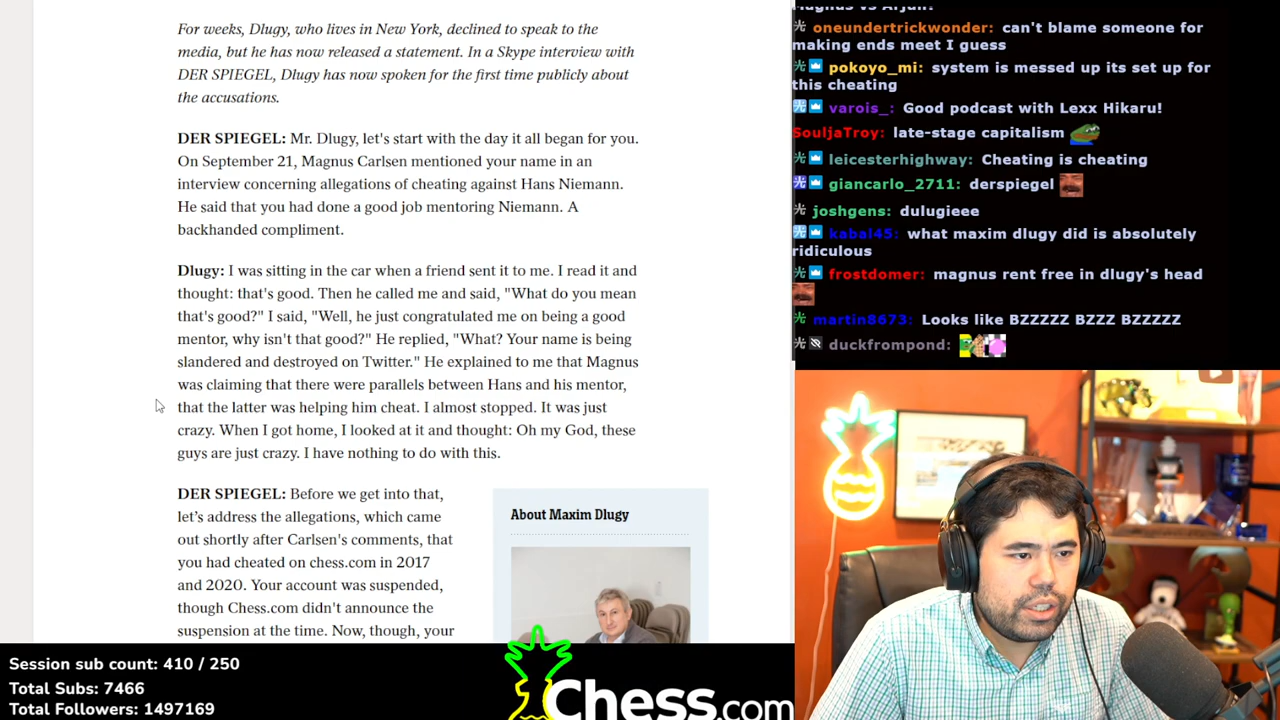 For weeks, Dlugy, who lives in New York, declined to speak to the
media, but he has now released a statement. In a Skype interview with
DER SPIEGEL, Dlugy has now spoken for the first time publicly about
the accusations.
DER SPIEGEL: Mr. Dlugy, let's start with the day it all began for you.
On September 21, Magnus Carlsen mentioned your name in an
interview concerning allegations of cheating against Hans Niemann.
He said that you had done a good job mentoring Niemann. A
backhanded compliment.
Dlugy: I was sitting in the car when a friend sent it to me. I read it and
thought: that's good. Then he called me and said, "What do you mean
that's good?" I said, "Well, he just congratulated me on being a good
mentor, why isn't that good?" He replied, "What? Your name is being
slandered and destroyed on Twitter." He explained to me that Magnus
was claiming that there were parallels between Hans and his mentor,
that the latter was helping him cheat. I almost stopped. It was just
crazy. When I got home, I looked at it and thought: Oh my God, these
guys are just crazy. I have nothing to do with this.
DER SPIEGEL: Before we get into that,
let's address the allegations, which came
out shortly after Carlsen's comments, that
you had cheated on chess.com in 2017
and 2020. Your account was suspended,
though Chess.com didn't announce the
suspension at the time. Now, though, your
About Maxim Dlugy
Magnus vs Arjun?
oneundertrickwonder: can't blame someone for
making ends meet I guess
pokoyo_mi: system is messed up its set up for
this cheating
varois_: Good podcast with Lexx Hikaru!
SouljaTroy: late-stage capitalism
leicesterhighway: Cheating is cheating
giancarlo_2711: derspiegel
joshgens: dulugieee
kabal45: what maxim dlugy did is absolutely
ridiculous
frostdomer: magnus rent free in dlugy's head
martin8673: Looks like BZZZZZ BZZZ BZZZZZ
duckfrompond:
Session sub count: 410 / 250
Total Subs: 7466
Total Followers: 1497169
Chess.com